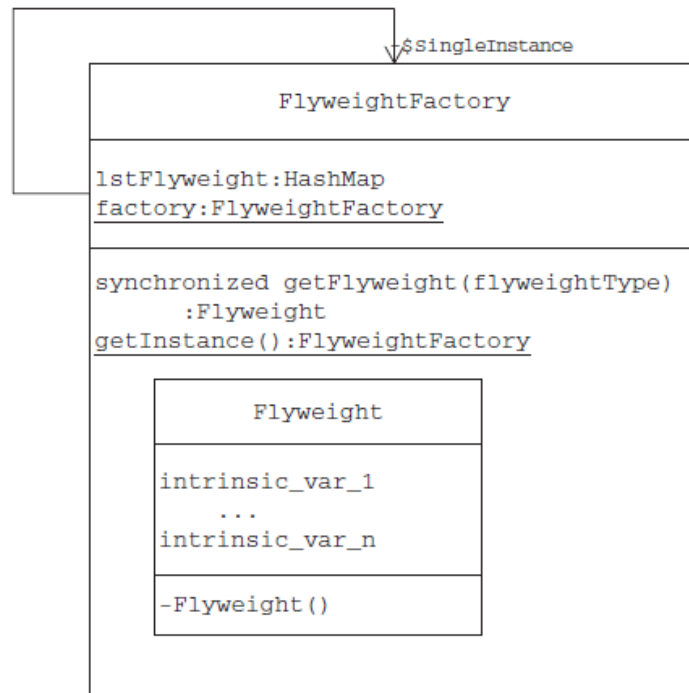 -$SingleInstance
FlyweightFactory
lstFlyweight:HashMap
factory:FlyweightFactory
synchronized getFlyweight(flyweightType)
:Flyweight
getInstance():FlyweightFactory
Flyweight
intrinsic_var_1
...
intrinsic_var_n
-Flyweight()